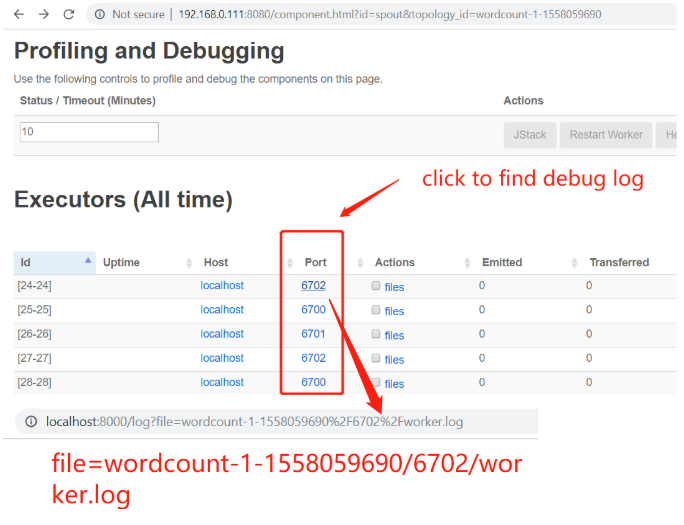 Not secure | 192.168.0.111:8080/component.html?id=spout&topology_id=wordcount-1-1558059690
Profiling and Debugging
Use the following controls to profile and debug the components on this page.
Status / Timeout (Minutes) Actions
10 JStack Restart Worker He
click to find debug log
Executors (All time)
Id Uptime Host Port Actions Emitted Transferred
[24-24] localhost 6702 files 0 0
[25-25] localhost 6700 files 0 0
[26-26] localhost 6701 files 0 0
[27-27] localhost 6702 files 0 0
[28-28] localhost 6700 files 0 0
localhost:8000/log?file=wordcount-1-1558059690%2F6702%2Fworker.log
file=wordcount-1-1558059690/6702/wor
ker.log